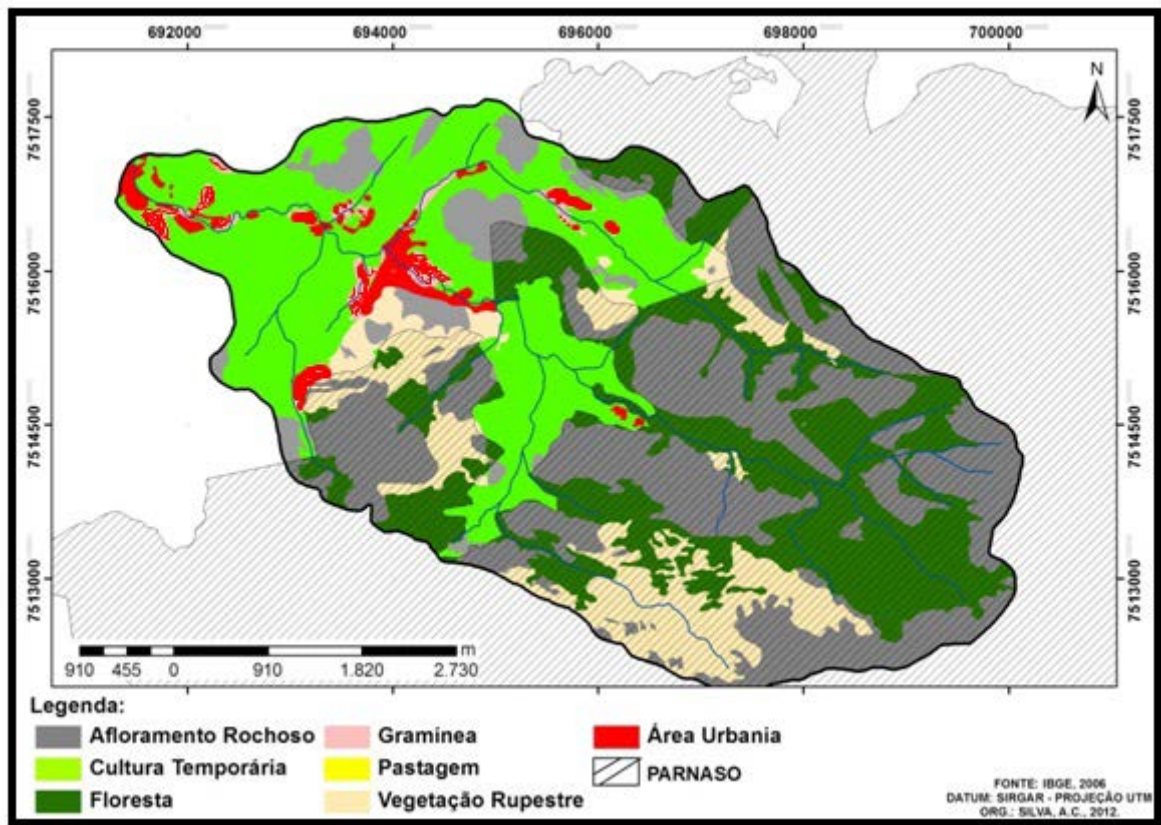 692000 694000 696000 698000 700000
N
7517500 7517500
7516000 7516000
7514500 7514500
7513000 7513000
m
910 455 0 910 1.820 2.730
Legenda:
Afloramento Rochoso Gramínea Área Urbania
Cultura Temporária Pastagem PARNASO
Floresta Vegetação Rupestre
FONTE: IBGE, 2006
DATUM: SIRGAR - PROJEÇÃO UTM
ORG.: SILVA, A.C., 2012.